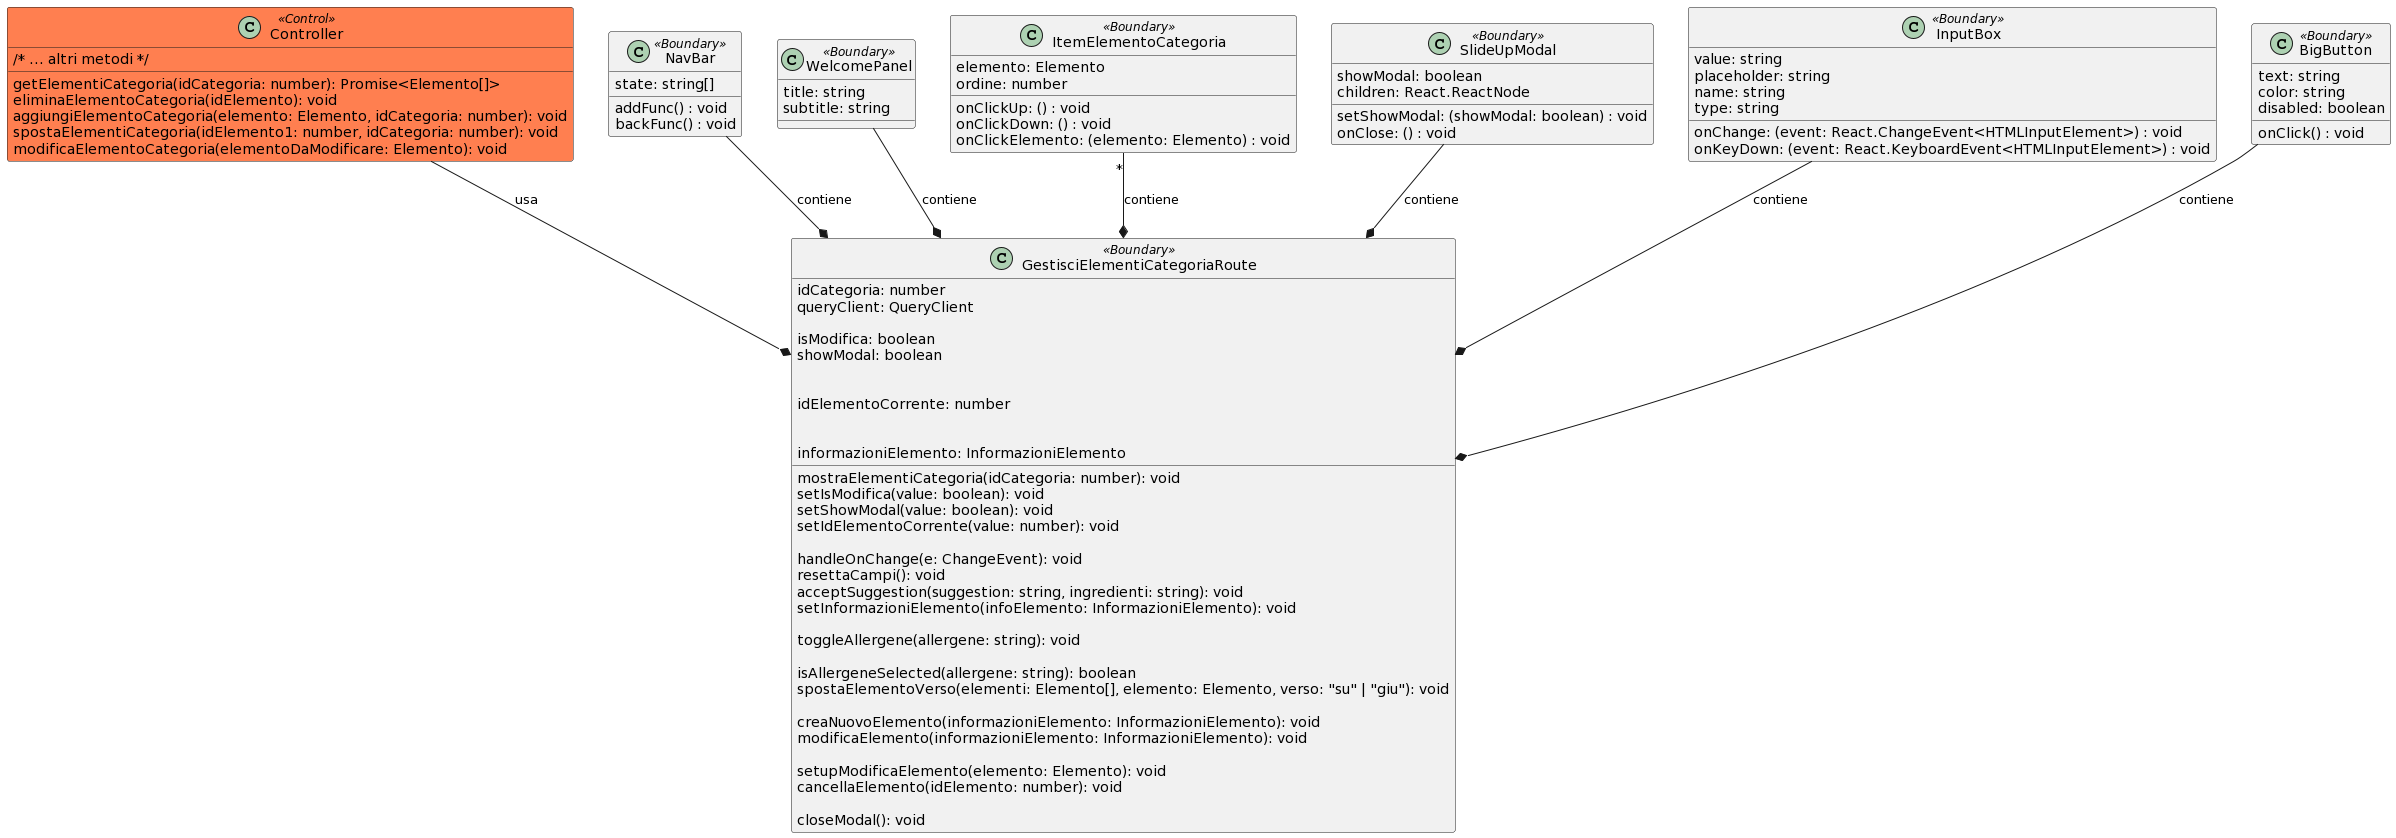 «Control»
Controller
/* ... altri metodi */
getElementiCategoria(idCategoria: number): Promise<Elemento[]>
eliminaElementoCategoria(idElemento): void
aggiungiElementoCategoria(elemento: Elemento, idCategoria: number): void
spostaElementiCategoria(idElemento1: number, idCategoria: number): void
modificaElementoCategoria(elementoDaModificare: Elemento): void
«Boundary»
NavBar
state: string[]
addFunc() : void
backFunc() : void
«Boundary»
WelcomePanel
title: string
subtitle: string
«Boundary»
ItemElementoCategoria
elemento: Elemento
ordine: number
onClickUp: () : void
onClickDown: () : void
onClickElemento: (elemento: Elemento) : void
«Boundary»
SlideUpModal
showModal: boolean
children: React.ReactNode
setShowModal: (showModal: boolean) : void
onClose: () : void
«Boundary»
InputBox
value: string
placeholder: string
name: string
type: string
onChange: (event: React.ChangeEvent<HTMLInputElement>) : void
onKeyDown: (event: React.KeyboardEvent<HTMLInputElement>) : void
«Boundary»
BigButton
text: string
color: string
disabled: boolean
onClick() : void
*
usa
contiene
contiene
contiene
contiene
contiene
contiene
«Boundary»
GestisciElementiCategoriaRoute
idCategoria: number
queryClient: QueryClient
isModifica: boolean
showModal: boolean
idElementoCorrente: number
informazioniElemento: InformazioniElemento
mostraElementiCategoria(idCategoria: number): void
setIsModifica(value: boolean): void
setShowModal(value: boolean): void
setIdElementoCorrente(value: number): void
handleOnChange(e: ChangeEvent): void
resettaCampi(): void
acceptSuggestion(suggestion: string, ingredienti: string): void
setInformazioniElemento(infoElemento: InformazioniElemento): void
toggleAllergene(allergene: string): void
isAllergeneSelected(allergene: string): boolean
spostaElementoVerso(elementi: Elemento[], elemento: Elemento, verso: "su" | "giu"): void
creaNuovoElemento(informazioniElemento: InformazioniElemento): void
modificaElemento(informazioniElemento: InformazioniElemento): void
setupModificaElemento(elemento: Elemento): void
cancellaElemento(idElemento: number): void
closeModal(): void